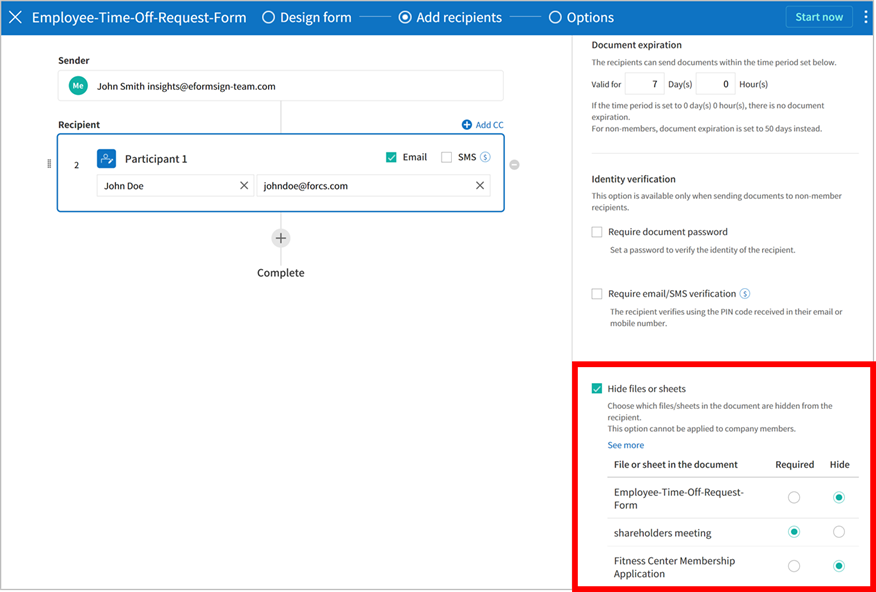 Employee-Time-Off-Request-Form Design form Add recipients Options Start now
Sender
Me John Smith insights@eformsign-team.com
Recipient Add CC
2 Participant 1 Email SMS $
John Doe johndoe@forcs.com
Complete
Document expiration
The recipients can send documents within the time period set below.
Valid for 7 Day(s) 0 Hour(s)
If the time period is set to 0 day(s) 0 hour(s), there is no document
expiration.
For non-members, document expiration is set to 50 days instead.
Identity verification
This option is available only when sending documents to non-member
recipients.
Require document password
Set a password to verify the identity of the recipient.
Require email/SMS verification $
The recipient verifies using the PIN code received in their email or
mobile number.
Hide files or sheets
Choose which files/sheets in the document are hidden from the
recipient.
This option cannot be applied to company members.
See more
File or sheet in the document Required Hide
Employee-Time-Off-Request-
Form
shareholders meeting
Fitness Center Membership
Application